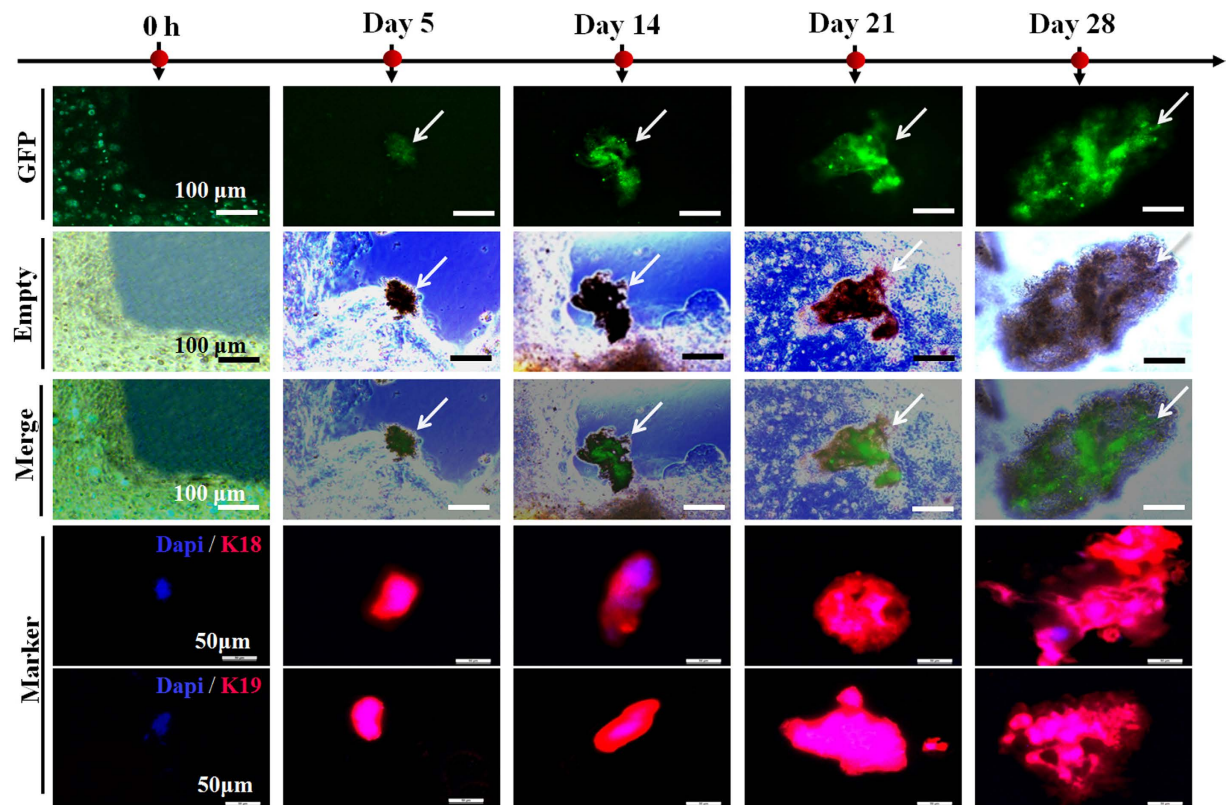 0 h
Day 5
Day 14
Day 21
Day 28
GFP
100 µm
Empty
100 µm
Merge
100 µm
Marker
Dapi / K18
50µm
Dapi / K19
50µm